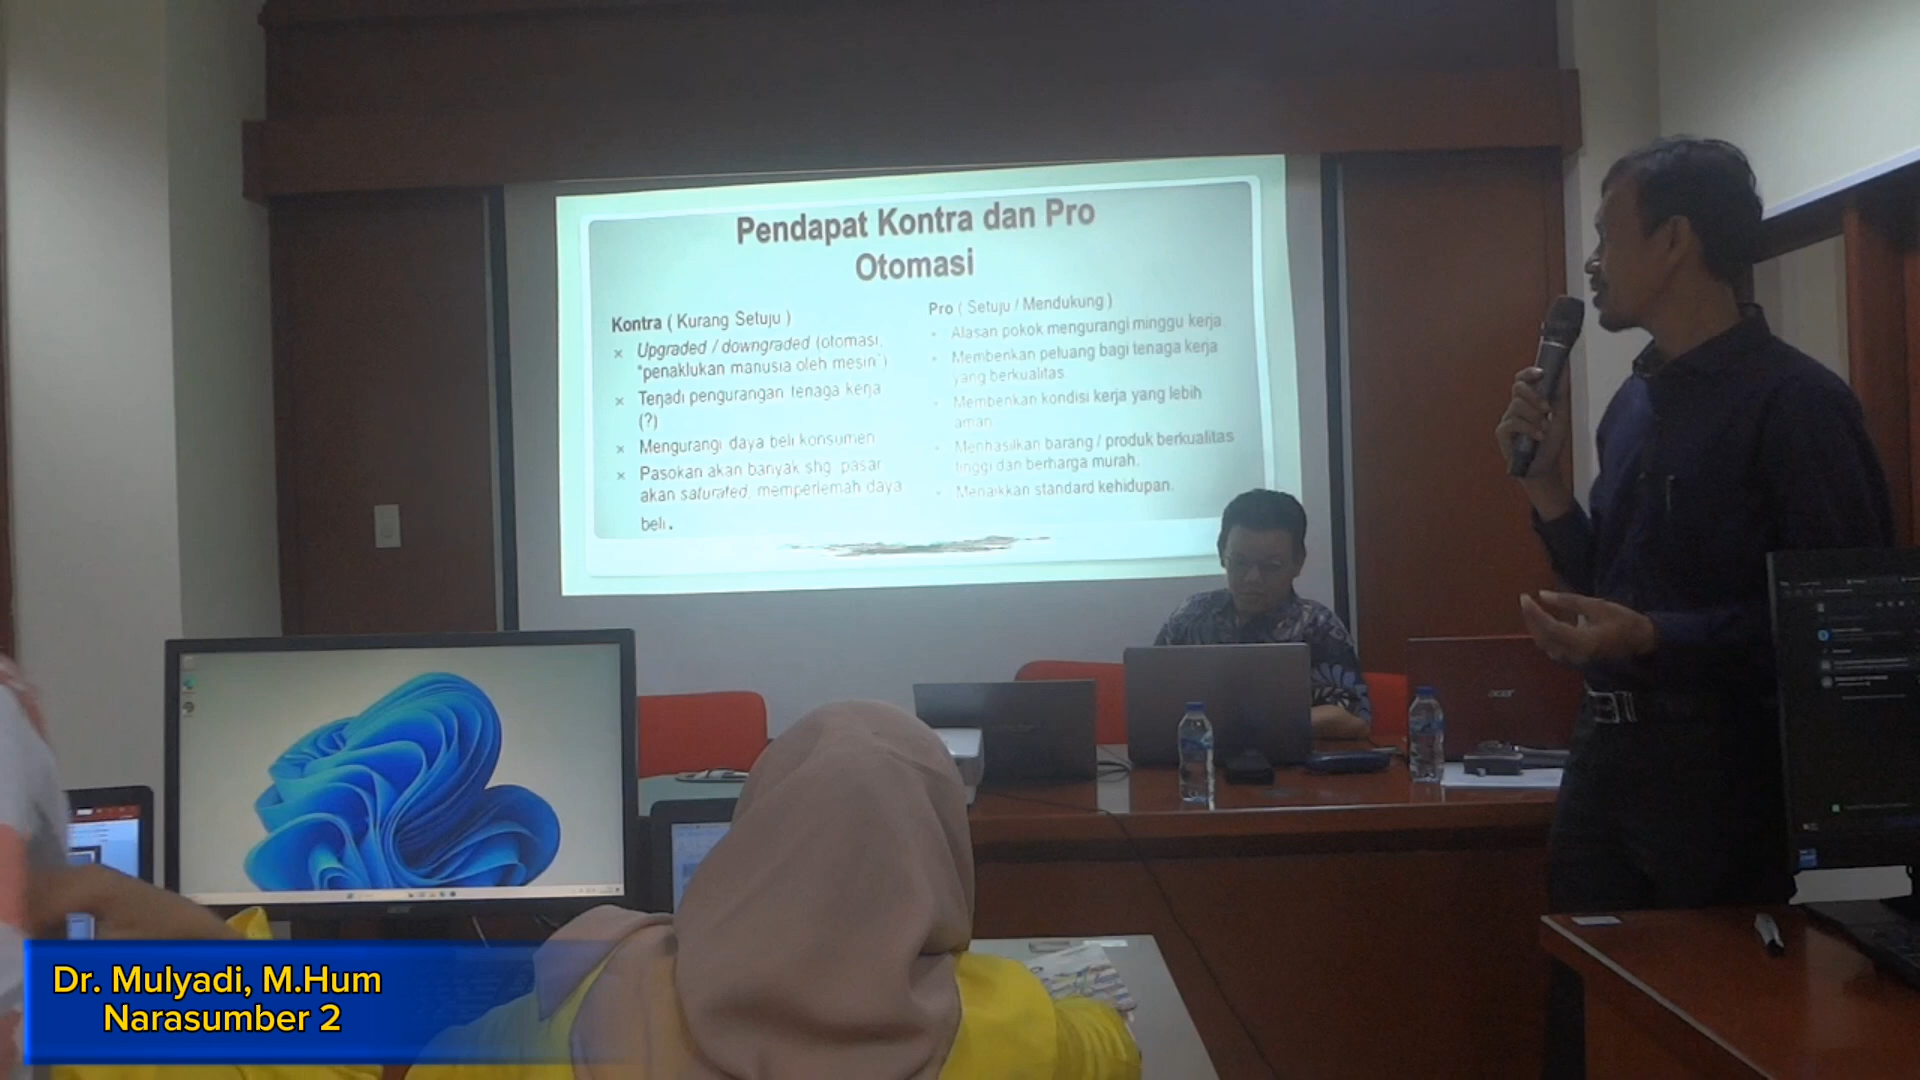 Pendapat Kontra dan Pro
Otomasi
Kontra ( Kurang Setuju )
× Upgraded / downgraded (otomasi,
"penaklukan manusia oleh mesin")
× Terjadi pengurangan tenaga kerja
(?)
× Mengurangi daya beli konsumen
× Pasokan akan banyak shg. pasar
akan saturated, memperlemah daya
beli.
Pro ( Setuju / Mendukung )
Alasan pokok mengurangi minggu kerja.
Memberikan peluang bagi tenaga kerja
yang berkualitas
Memberikan kondisi kerja yang lebih
aman
Menhasilkan barang / produk berkualitas
tinggi dan berharga murah.
Menaikkan standard kehidupan.
acer
Dr. Mulyadi, M.Hum
Narasumber 2